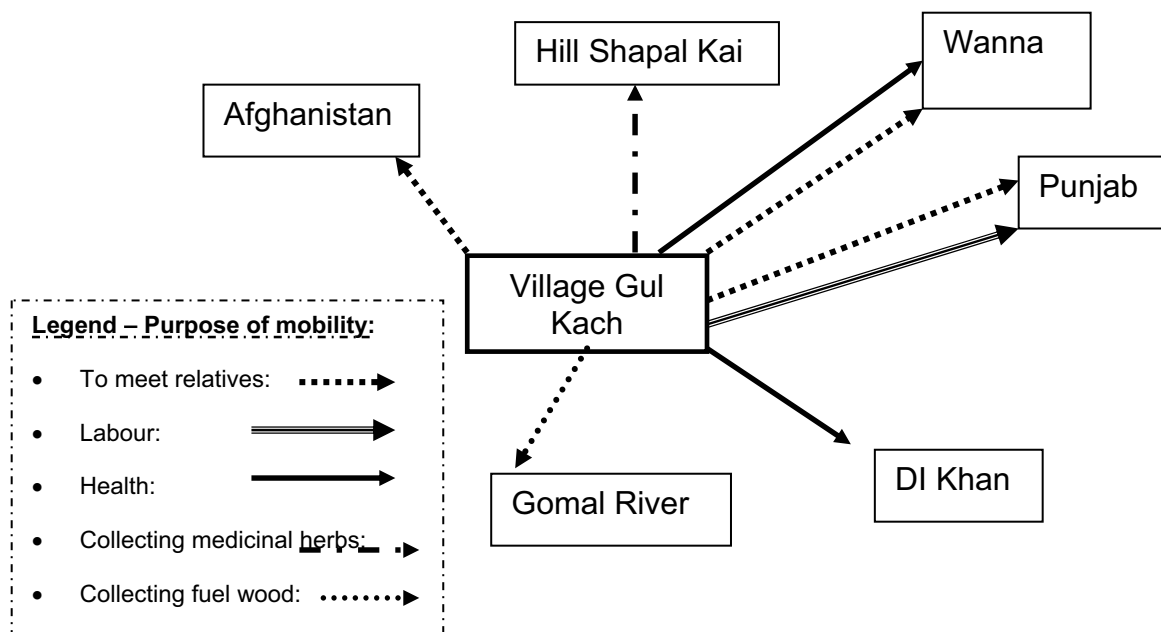 Hill Shapal Kai
Wanna
Afghanistan
Punjab
Village Gul
Kach
Legend – Purpose of mobility:
• To meet relatives:
• Labour:
• Health:
• Collecting medicinal herbs:
• Collecting fuel wood:
Gomal River
DI Khan